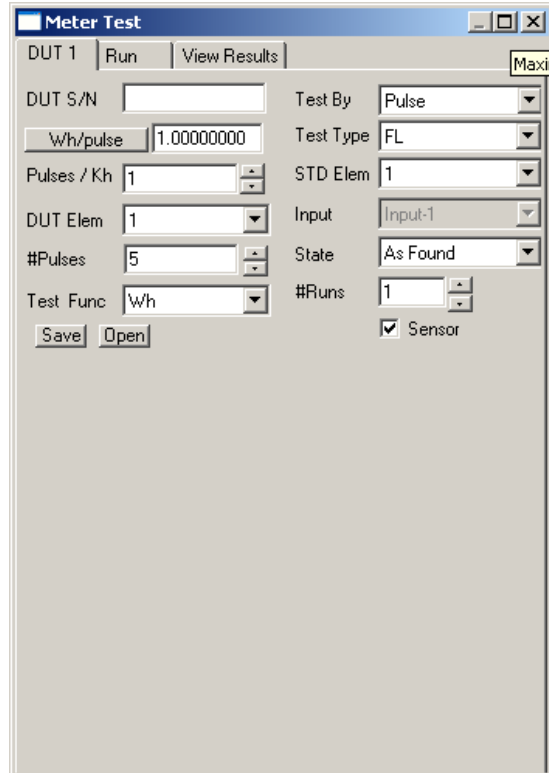 Meter Test
DUT 1 Run View Results
Maxi
DUT S/N
Test By Pulse
Wh/pulse 1.00000000
Test Type FL
Pulses / Kh 1
STD Elem 1
DUT Elem 1
Input Input-1
#Pulses 5
State As Found
Test Func Wh
#Runs 1
Save Open
Sensor